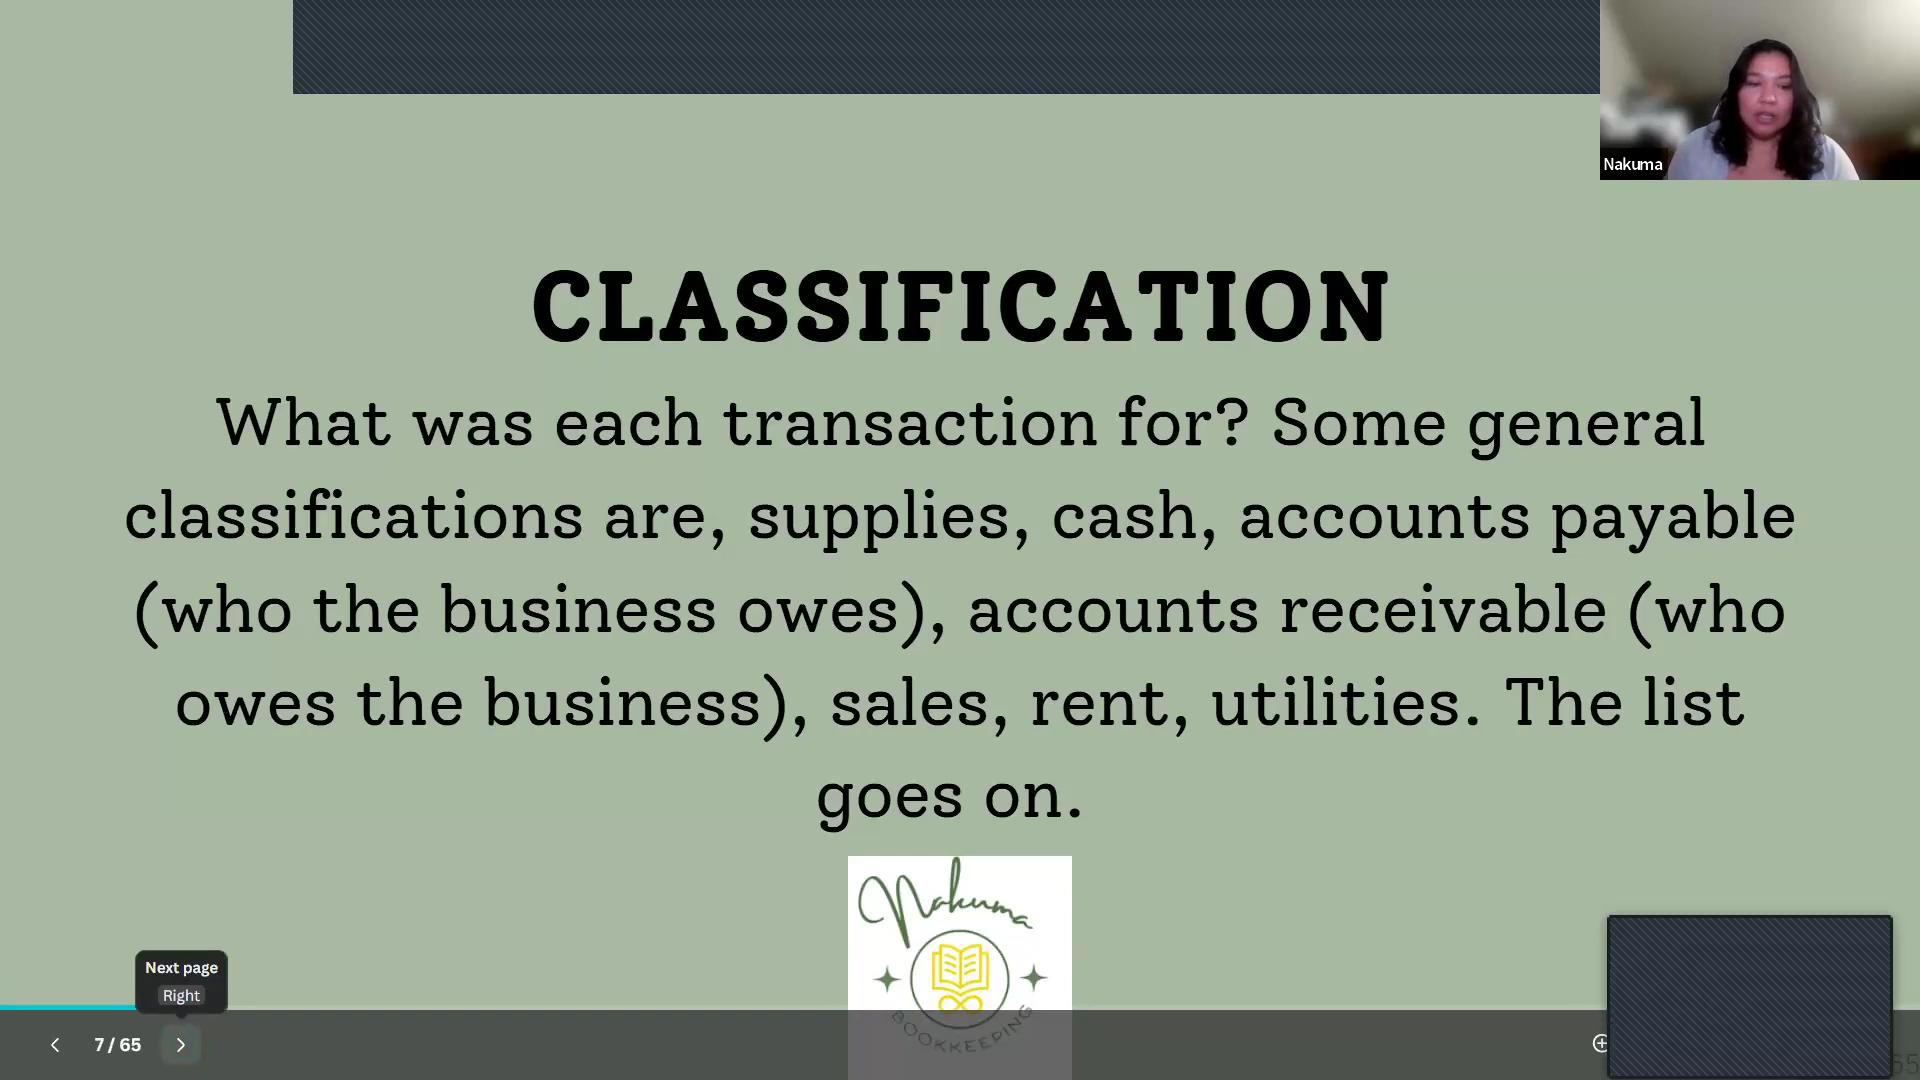 Nakuma
CLASSIFICATION
What was each transaction for? Some general
classifications are, supplies, cash, accounts payable
(who the business owes), accounts receivable (who
owes the business), sales, rent, utilities. The list
goes on.
Nakuma
BOOKKEEPING
Next page
Right
7 / 65
65